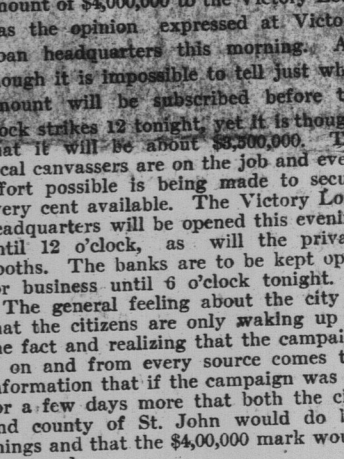 mount of $4,000,000 to the Victory Lo
as the opinion expressed at Victo
oan headquarters this morning. A
ough it is impossible to tell just wh
mount will be subscribed before t
ock strikes 12 tonight, yet it is thoug
hat it will be about $3,500,000. T
cal canvassers are on the job and eve
ffort possible is being made to secu
very cent available. The Victory Lo
eadquarters will be opened this eveni
ntil 12 o'clock, as will the priva
ooths. The banks are to be kept op
or business until 6 o'clock tonight.
The general feeling about the city
hat the citizens are only waking up
he fact and realizing that the campai
on and from every source comes t
nformation that if the campaign was
or a few days more that both the ci
nd county of St. John would do b
hings and that the $4,00,000 mark wou